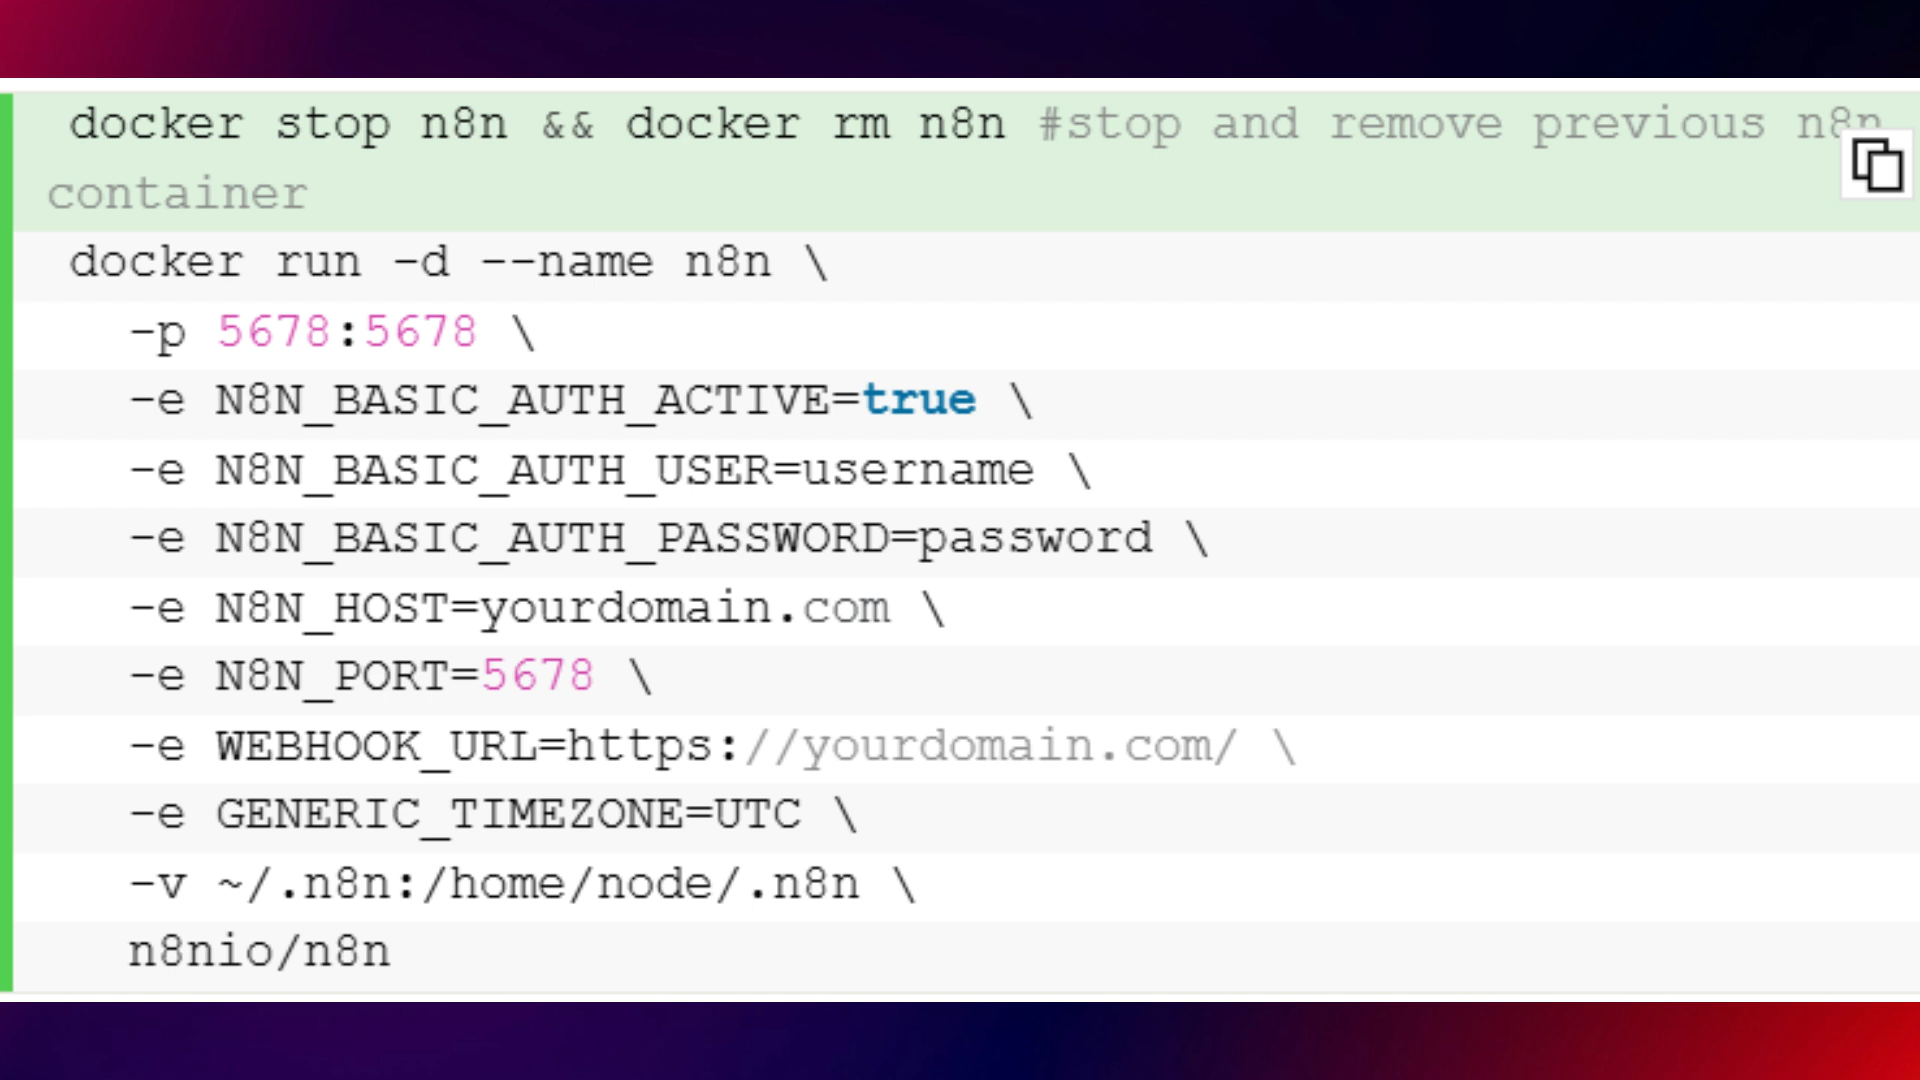 docker stop n8n && docker rm n8n #stop and remove previous n8n
container
docker run -d --name n8n \
-p 5678:5678 \
-e N8N_BASIC_AUTH_ACTIVE=true \
-e N8N_BASIC_AUTH_USER=username \
-e N8N_BASIC_AUTH_PASSWORD=password \
-e N8N_HOST=yourdomain.com \
-e N8N_PORT=5678 \
-e WEBHOOK_URL=https://yourdomain.com/ \
-e GENERIC_TIMEZONE=UTC \
-v ~/.n8n:/home/node/.n8n \
n8nio/n8n